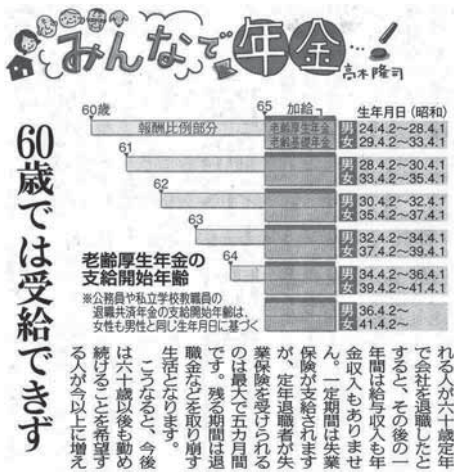 みんなで年金…
高木隆司
60歳では受給できず
60歳
65
加給
生年月日(昭和)
報酬比例部分
老齢厚生年金
老齢基礎年金
男 24.4.2〜28.4.1
女 29.4.2〜33.4.1
61
男 28.4.2〜30.4.1
女 33.4.2〜35.4.1
62
男 30.4.2〜32.4.1
女 35.4.2〜37.4.1
63
男 32.4.2〜34.4.1
女 37.4.2〜39.4.1
64
男 34.4.2〜36.4.1
女 39.4.2〜41.4.1
男 36.4.2〜
女 41.4.2〜
老齢厚生年金の
支給開始年齢
※公務員や私立学校教職員の
退職共済年金の支給開始年齢は、
女性も男性と同じ生年月日に基づく
れる人が六十歳定年
で会社を退職したと
すると、その後の一
年間は給与収入も年
金収入もありませ
ん。一定期間は失業
保険が支給されます
が、定年退職者が失
業保険を受けられる
のは最大で五カ月間
です。残る期間は退
職金などを取り崩す
生活となります。
こうなると、今後
は六十歳以後も勤め
続けることを希望す
る人が今以上に増え